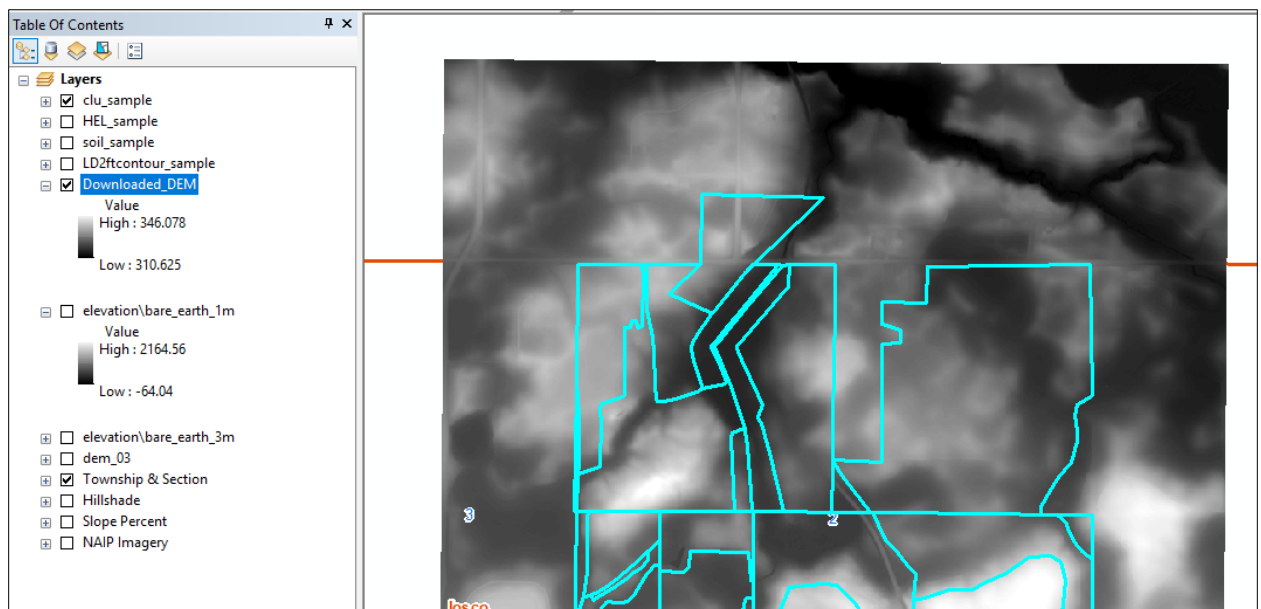 Table Of Contents
Layers
clu_sample
HEL_sample
soil_sample
LD2ftcontour_sample
Downloaded_DEM
Value
High : 346.078
Low : 310.625
elevation\bare_earth_1m
Value
High : 2164.56
Low : -64.04
elevation\bare_earth_3m
dem_03
Township & Section
Hillshade
Slope Percent
NAIP Imagery
3
2
Iosco